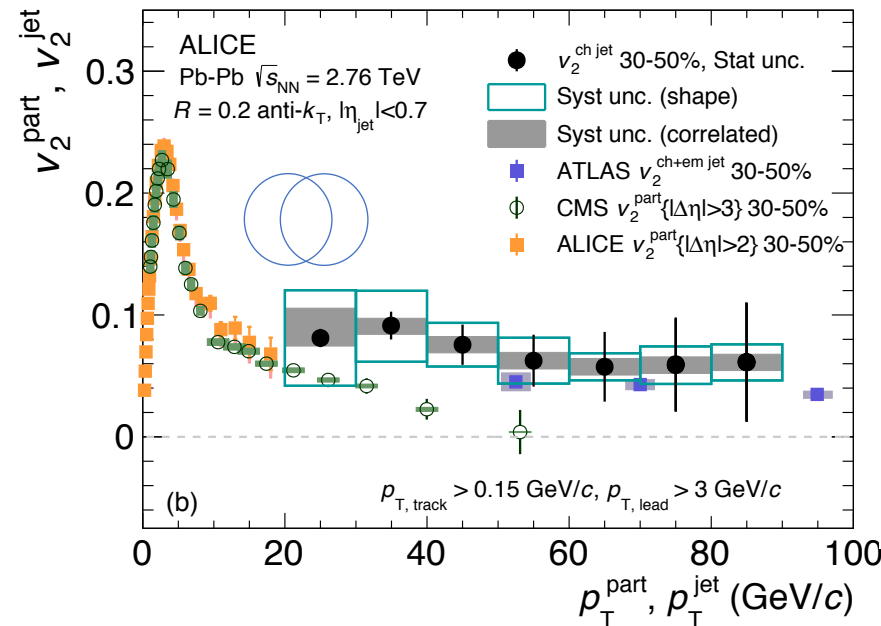 ALICE
Pb-Pb √s_NN = 2.76 TeV
R = 0.2 anti-k_T, |η_jet|<0.7
v_2^ch jet 30-50%, Stat unc.
Syst unc. (shape)
Syst unc. (correlated)
ATLAS v_2^ch+em jet 30-50%
CMS v_2^part{|Δη|>3} 30-50%
ALICE v_2^part{|Δη|>2} 30-50%
v_2^part, v_2^jet
0.3
0.2
0.1
0
(b)
p_T, track > 0.15 GeV/c, p_T, lead > 3 GeV/c
0 20 40 60 80 100
p_T^part, p_T^jet (GeV/c)